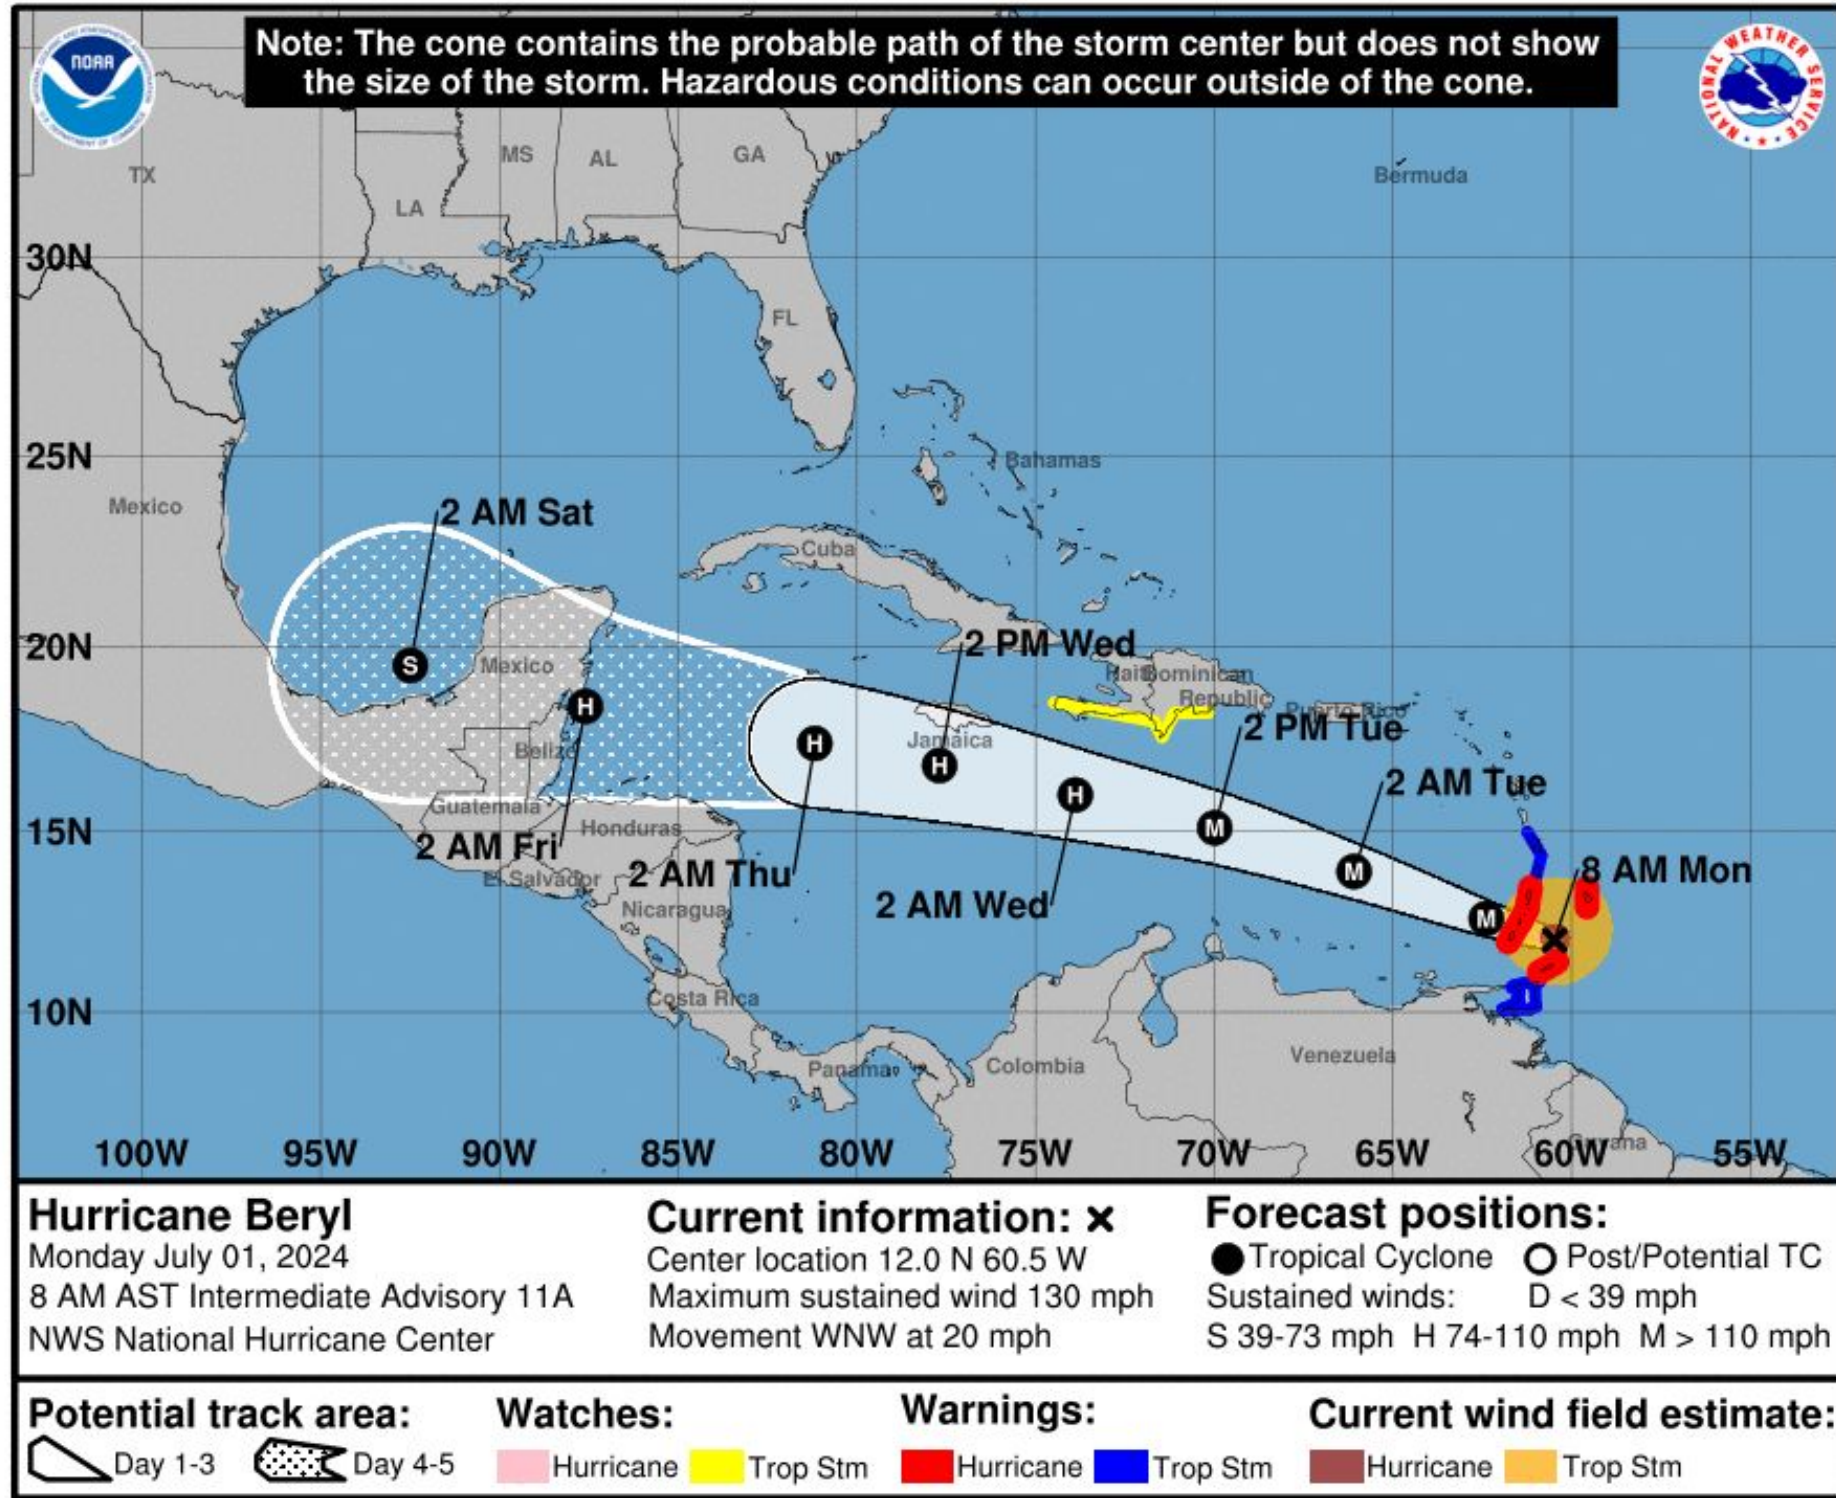 Note: The cone contains the probable path of the storm center but does not show
the size of the storm. Hazardous conditions can occur outside of the cone.
NOAA
NATIONAL WEATHER SERVICE
TX
LA
MS
AL
GA
Bermuda
30N
FL
25N
Bahamas
Mexico
2 AM Sat
Cuba
20N
2 PM Wed
S
Mexico
Haiti
Dominican
Republic
Puerto Rico
H
2 PM Tue
Jamaica
H
H
Belize
H
2 AM Tue
Guatemala
M
15N
Honduras
2 AM Fri
2 AM Thu
El Salvador
M
8 AM Mon
2 AM Wed
Nicaragua
M
Costa Rica
10N
Panama
Colombia
Venezuela
Guyana
100W 95W 90W 85W 80W 75W 70W 65W 60W 55W
Hurricane Beryl
Monday July 01, 2024
8 AM AST Intermediate Advisory 11A
NWS National Hurricane Center
Current information: x
Center location 12.0 N 60.5 W
Maximum sustained wind 130 mph
Movement WNW at 20 mph
Forecast positions:
Tropical Cyclone Post/Potential TC
Sustained winds: D < 39 mph
S 39-73 mph H 74-110 mph M > 110 mph
Potential track area:
Day 1-3 Day 4-5
Watches:
Hurricane Trop Stm
Warnings:
Hurricane Trop Stm
Current wind field estimate:
Hurricane Trop Stm